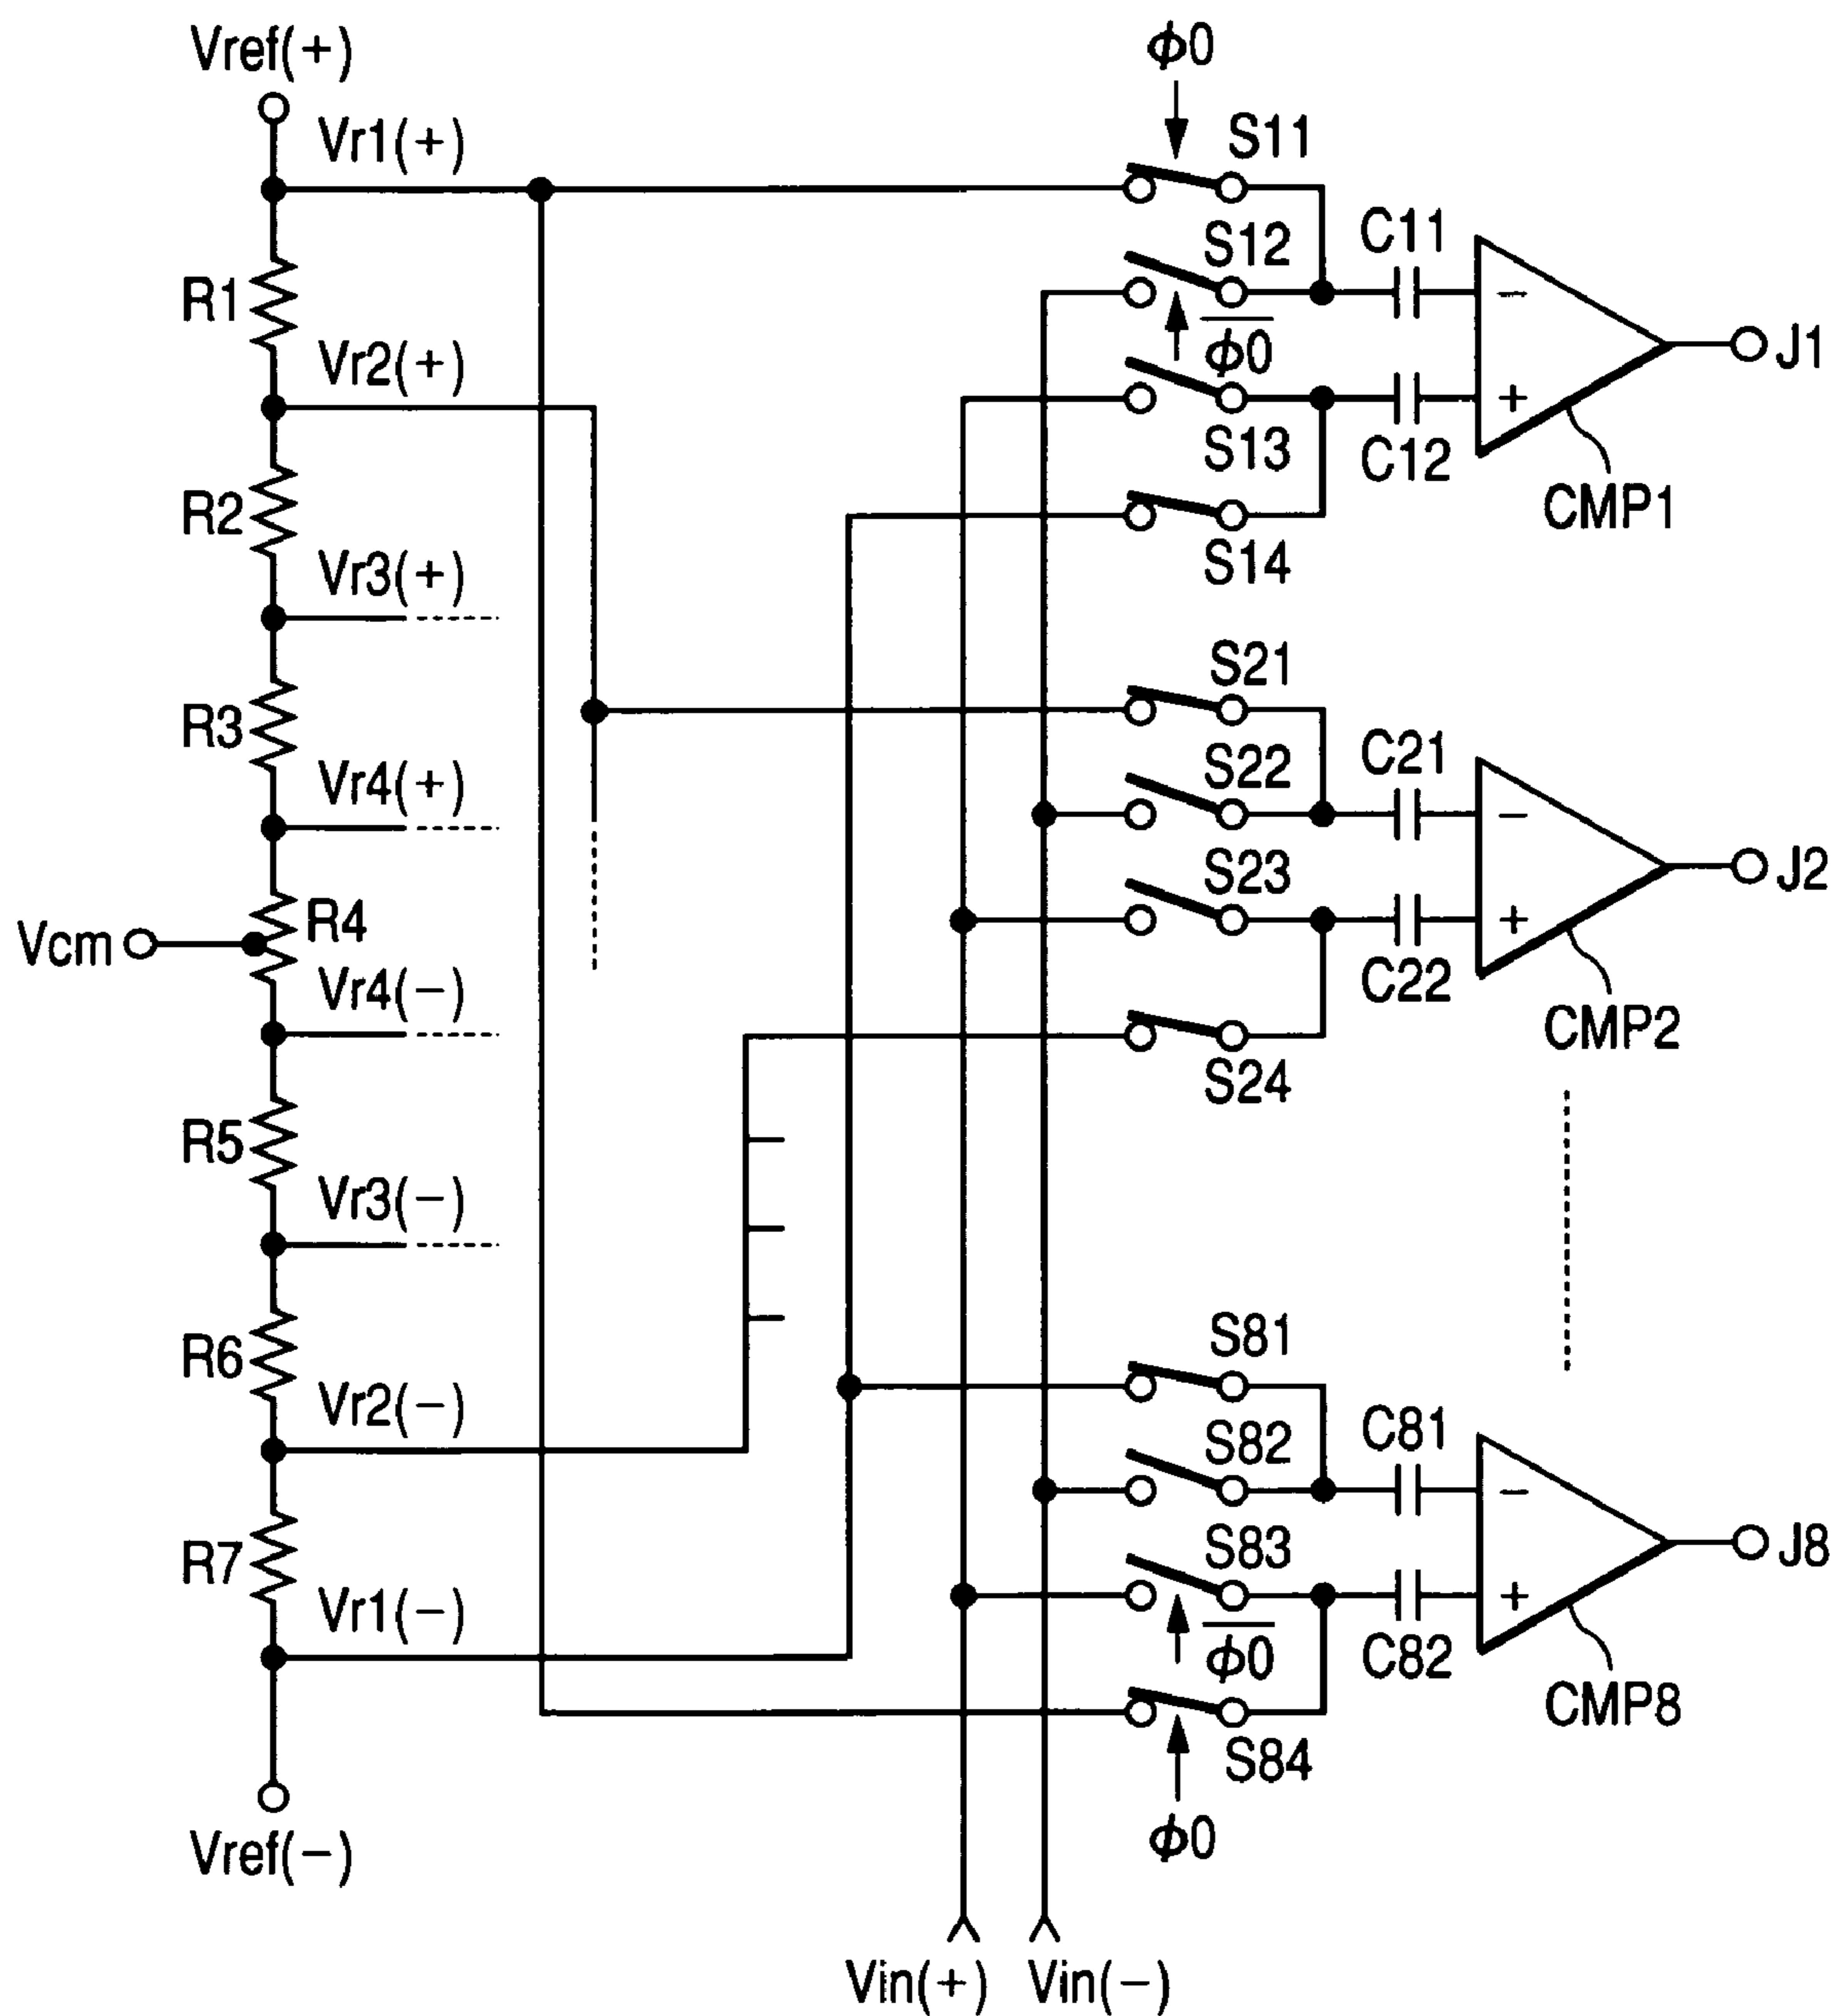 Vref(+)
ϕ0
Vr1(+)
S11
S12
C11
R1
ϕ0
J1
Vr2(+)
S13
C12
CMP1
R2
S14
Vr3(+)
S21
R3
S22
C21
Vr4(+)
S23
J2
R4
Vcm
C22
Vr4(−)
CMP2
S24
R5
Vr3(−)
S81
R6
Vr2(−)
S82
C81
S83
J8
R7
Vr1(−)
ϕ0
C82
CMP8
S84
ϕ0
Vref(−)
Vin(+)
Vin(−)
−
+
−
+
−
+